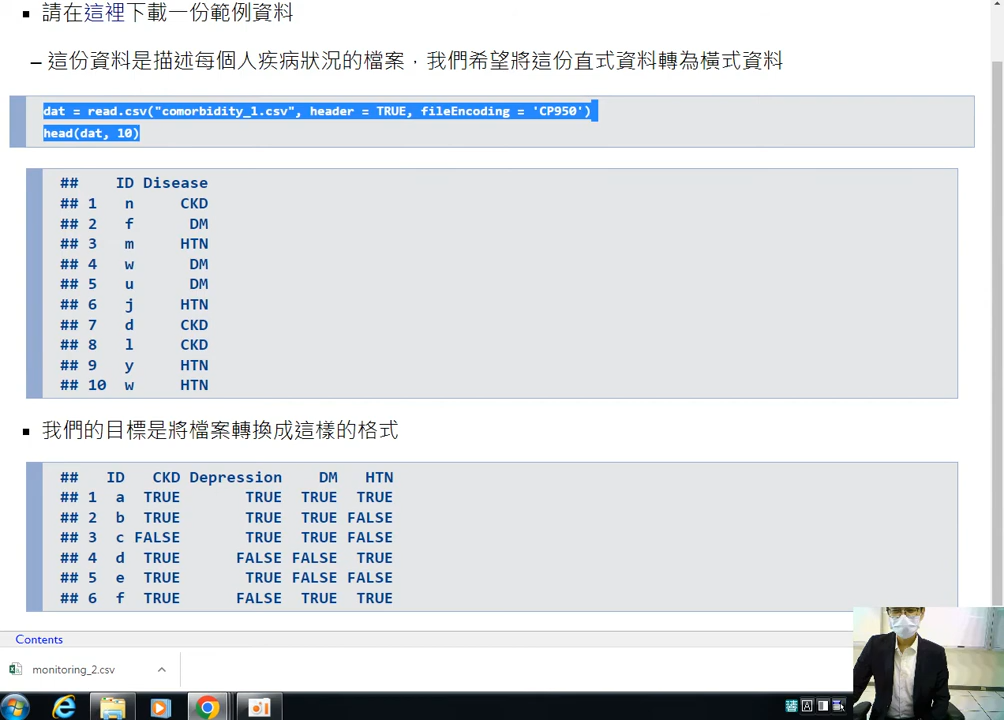 ▪ 請在這裡下載一份範例資料
– 這份資料是描述每個人疾病狀況的檔案，我們希望將這份直式資料轉為橫式資料
dat = read.csv("comorbidity_1.csv", header = TRUE, fileEncoding = 'CP950')
head(dat, 10)
##    ID Disease
## 1  n     CKD
## 2  f      DM
## 3  m     HTN
## 4  w      DM
## 5  u      DM
## 6  j     HTN
## 7  d     CKD
## 8  l     CKD
## 9  y     HTN
## 10 w     HTN
▪ 我們的目標是將檔案轉換成這樣的格式
##   ID   CKD Depression    DM   HTN
## 1 a  TRUE       TRUE  TRUE  TRUE
## 2 b  TRUE       TRUE  TRUE FALSE
## 3 c FALSE       TRUE  TRUE FALSE
## 4 d  TRUE      FALSE FALSE  TRUE
## 5 e  TRUE       TRUE FALSE FALSE
## 6 f  TRUE      FALSE  TRUE  TRUE
Contents
monitoring_2.csv